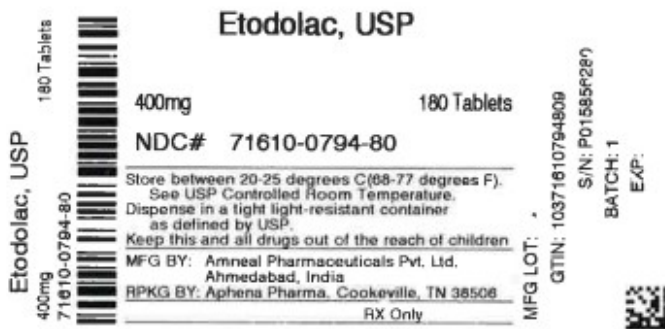 Etodolac, USP
400mg 180 Tablets
NDC# 71610-0794-80
Store between 20-25 degrees C(68-77 degrees F).
See USP Controlled Room Temperature.
Dispense in a tight light-resistant container
as defined by USP.
Keep this and all drugs out of the reach of children
MFG BY: Amneal Pharmaceuticals Pvt. Ltd.
Ahmedabad, India
RPKG BY: Aphena Pharma, Cookeville, TN 38506
RX Only
Etodolac, USP
400mg 180 Tablets
71610-0794-80
MFG LOT:
GTIN: 10371610794809
S/N: P01585628
BATCH: 1
EXP: